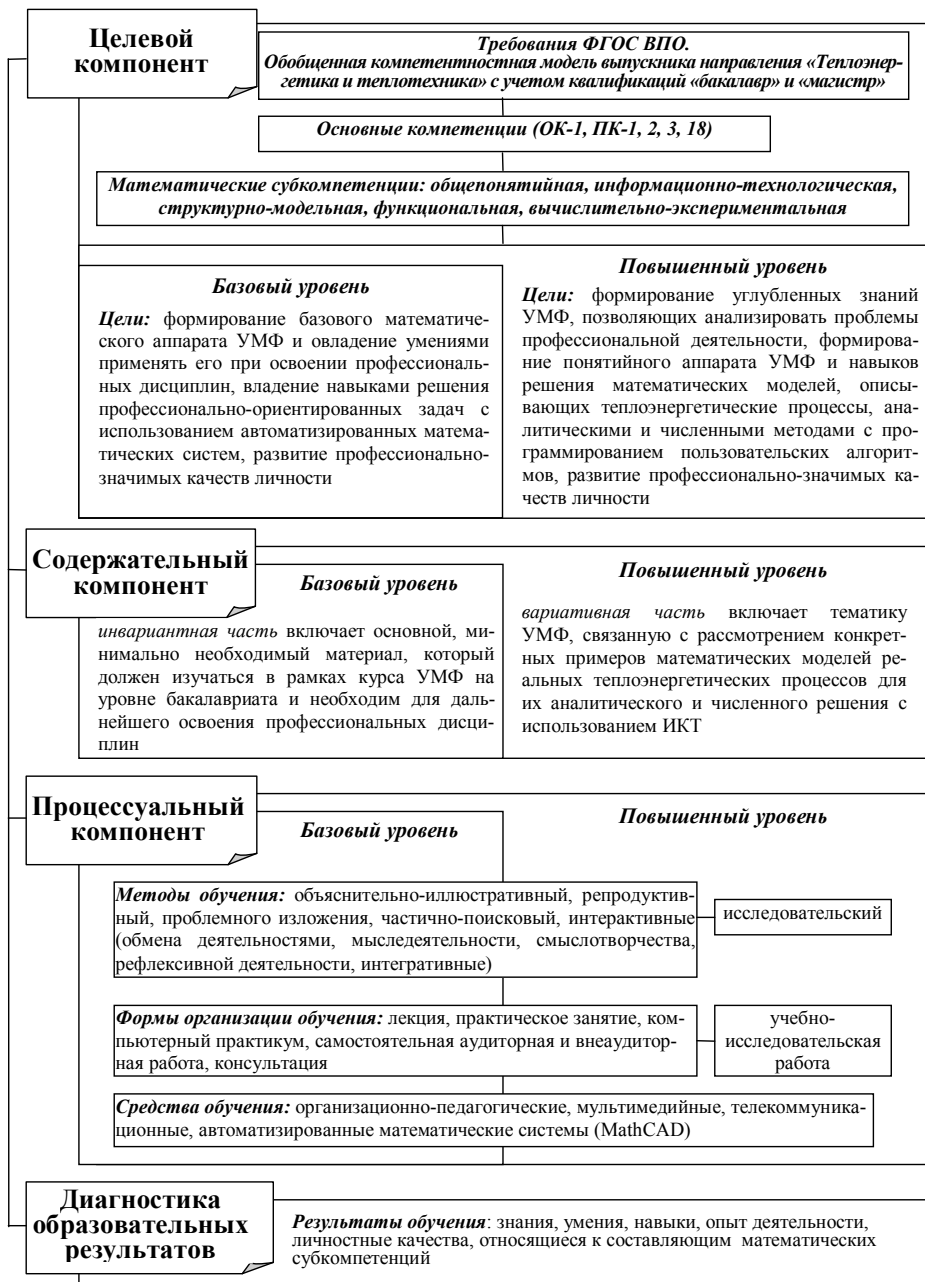 Целевой
компонент
Требования ФГОС ВПО.
Обобщенная компетентностная модель выпускника направления «Теплоэнер-
гетика и теплотехника» с учетом квалификаций «бакалавр» и «магистр»
Основные компетенции (ОК-1, ПК-1, 2, 3, 18)
Математические субкомпетенции: общепонятийная, информационно-технологическая,
структурно-модельная, функциональная, вычислительно-экспериментальная
Базовый уровень
Цели: формирование базового математиче-
ского аппарата УМФ и овладение умениями
применять его при освоении профессиональ-
ных дисциплин, владение навыками решения
профессионально-ориентированных задач с
использованием автоматизированных матема-
тических систем, развитие профессионально-
значимых качеств личности
Повышенный уровень
Цели: формирование углубленных знаний
УМФ, позволяющих анализировать проблемы
профессиональной деятельности, формирова-
ние понятийного аппарата УМФ и навыков
решения математических моделей, описы-
вающих теплоэнергетические процессы, ана-
литическими и численными методами с про-
граммированием пользовательских алгорит-
мов, развитие профессионально-значимых ка-
честв личности
Содержательный
компонент
Базовый уровень
инвариантная часть включает основной, ми-
нимально необходимый материал, который
должен изучаться в рамках курса УМФ на
уровне бакалавриата и необходим для даль-
нейшего освоения профессиональных дисци-
плин
Повышенный уровень
вариативная часть включает тематику
УМФ, связанную с рассмотрением конкрет-
ных примеров математических моделей ре-
альных теплоэнергетических процессов для
их аналитического и численного решения с
использованием ИКТ
Процессуальный
компонент
Базовый уровень
Повышенный уровень
Методы обучения: объяснительно-иллюстративный, репродуктив-
ный, проблемного изложения, частично-поисковый, интерактивные
(обмена деятельностями, мыследеятельности, смыслотворчества,
рефлексивной деятельности, интегративные)
исследовательский
Формы организации обучения: лекция, практическое занятие, ком-
пьютерный практикум, самостоятельная аудиторная и внеаудитор-
ная работа, консультация
учебно-
исследовательская
работа
Средства обучения: организационно-педагогические, мультимедийные, телекоммуника-
ционные, автоматизированные математические системы (MathCAD)
Диагностика
образовательных
результатов
Результаты обучения: знания, умения, навыки, опыт деятельности,
личностные качества, относящиеся к составляющим математических
субкомпетенций